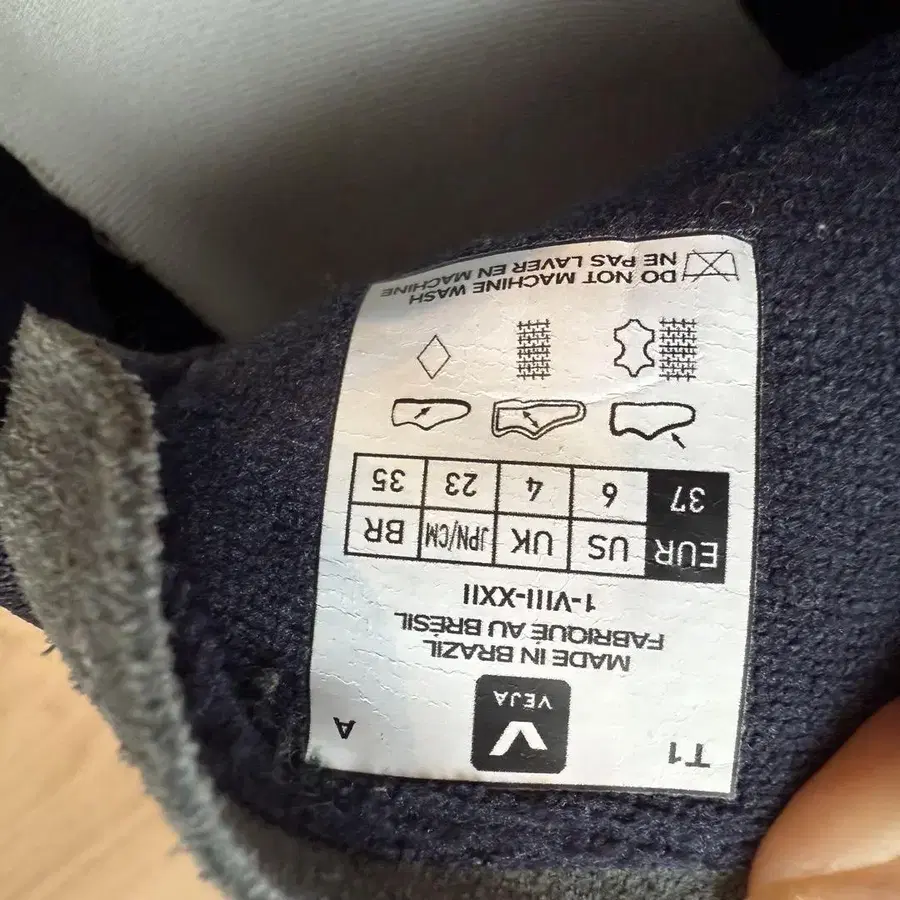 T1
V
VEJA
A
MADE IN BRAZIL
FABRIQUÉ AU BRÉSIL
1-VIII-XXII
EUR US UK JPN/CM BR
37 6 4 23 35
DO NOT MACHINE WASH
NE PAS LAVER EN MACHINE